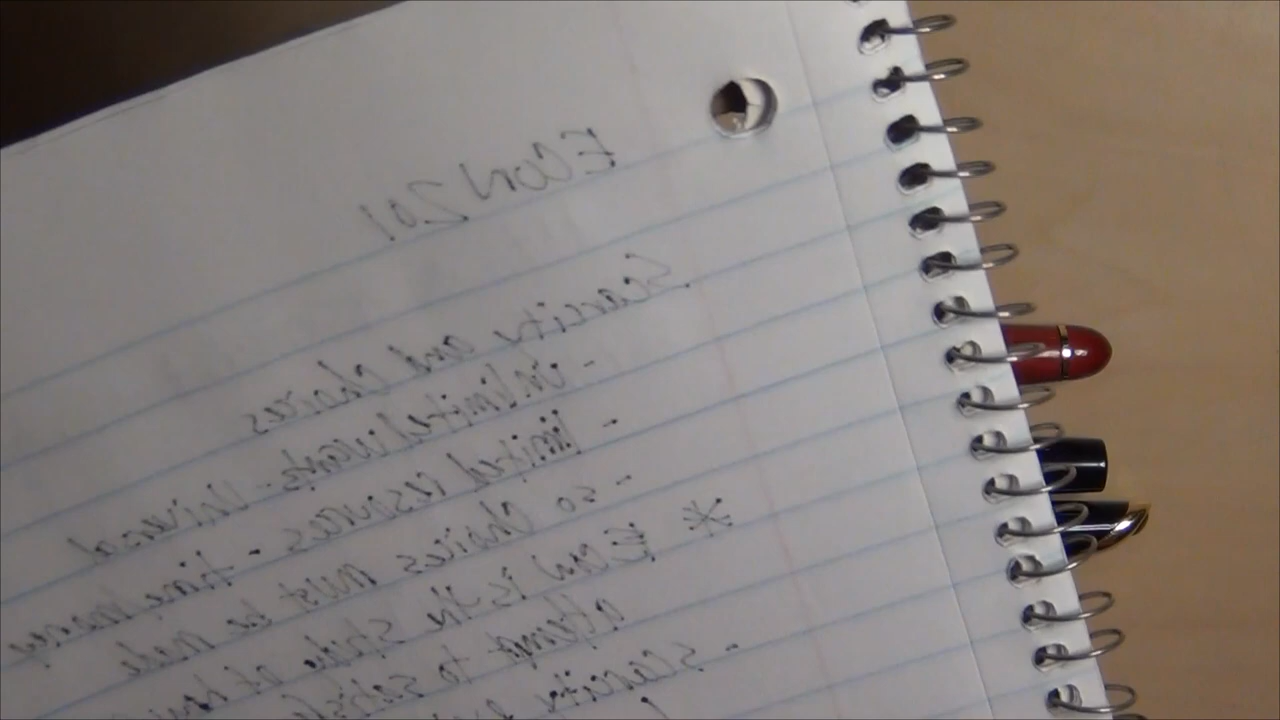 ECON 201
Scarcity and Choices
- Unlimited wants - Universal
- limited resources - time, money
- so choices must be made
* Econ is the study of how
attempt to satisfy
- scarcity